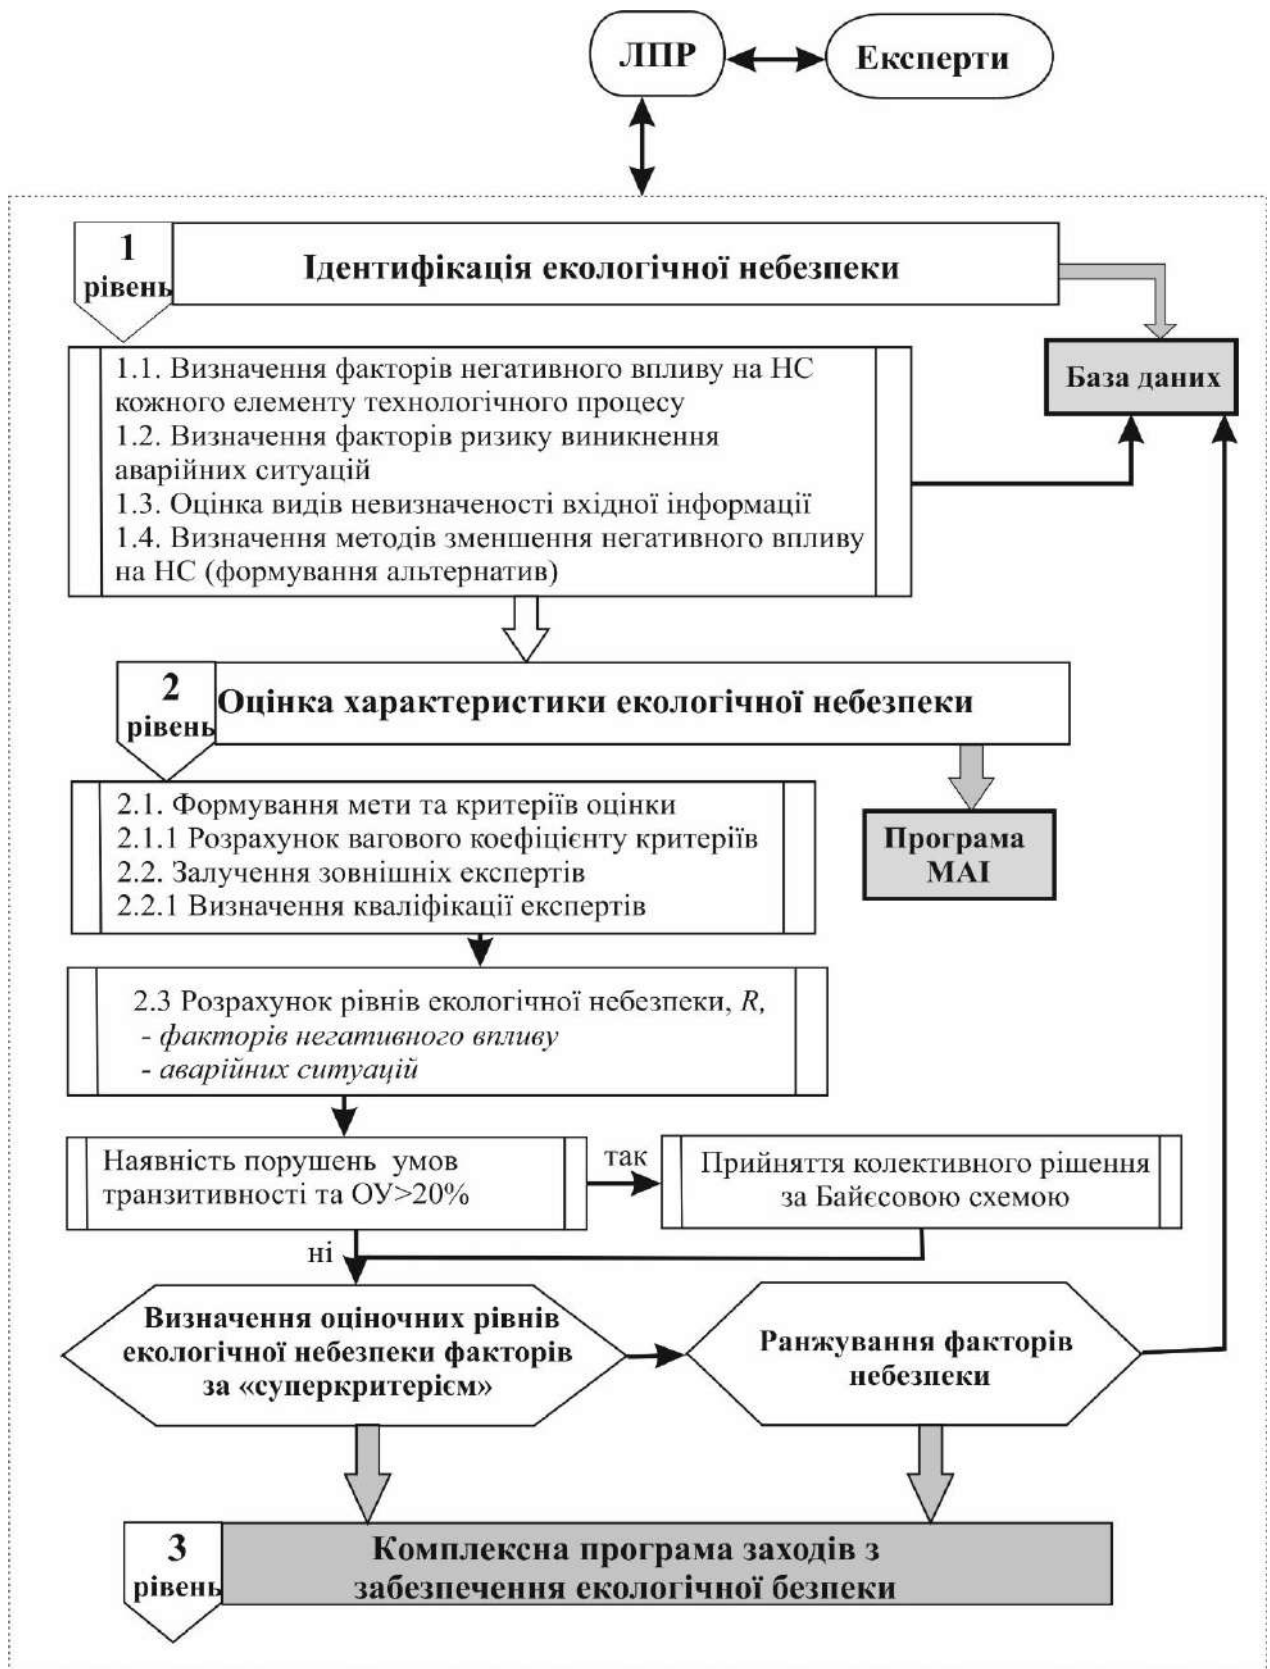 ЛПР
Експерти
1
рівень
Ідентифікація екологічної небезпеки
База даних
1.1. Визначення факторів негативного впливу на НС
кожного елементу технологічного процесу
1.2. Визначення факторів ризику виникнення
аварійних ситуацій
1.3. Оцінка видів невизначеності вхідної інформації
1.4. Визначення методів зменшення негативного впливу
на НС (формування альтернатив)
2
рівень
Оцінка характеристики екологічної небезпеки
2.1. Формування мети та критеріїв оцінки
2.1.1 Розрахунок вагового коефіцієнту критеріїв
2.2. Залучення зовнішніх експертів
2.2.1 Визначення кваліфікації експертів
Програма
МАІ
2.3 Розрахунок рівнів екологічної небезпеки, R,
- факторів негативного впливу
- аварійних ситуацій
Наявність порушень умов
транзитивності та ОУ>20%
так
Прийняття колективного рішення
за Байєсовою схемою
ні
Визначення оціночних рівнів
екологічної небезпеки факторів
за «суперкритерієм»
Ранжування факторів
небезпеки
3
рівень
Комплексна програма заходів з
забезпечення екологічної безпеки